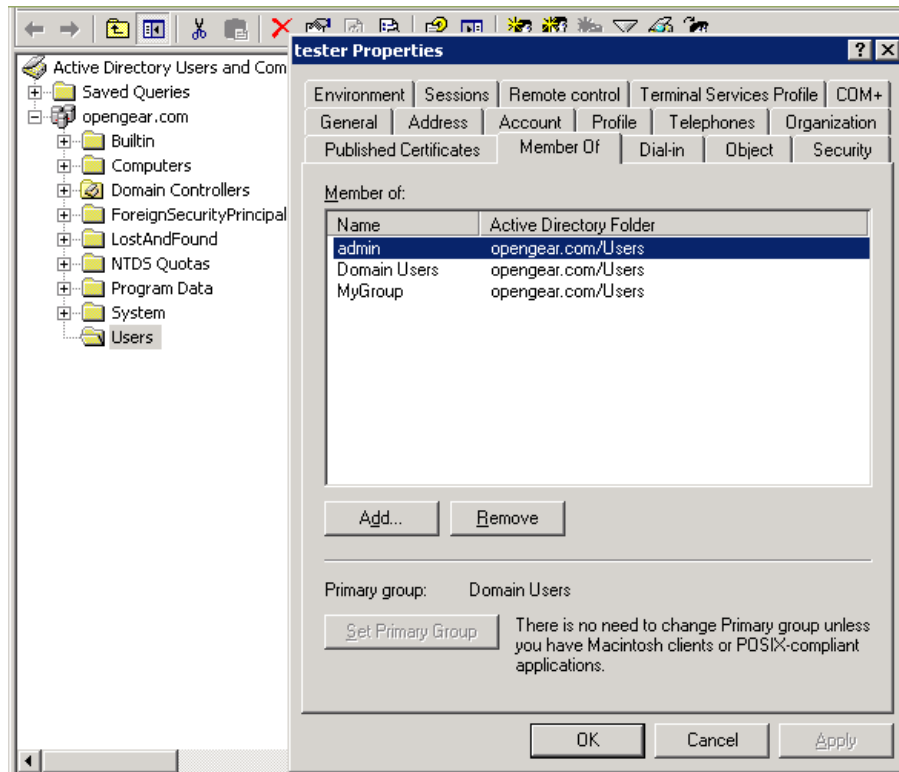 tester Properties
Active Directory Users and Com
Saved Queries
opengear.com
Builtin
Computers
Domain Controllers
ForeignSecurityPrincipal
LostAndFound
NTDS Quotas
Program Data
System
Users
Environment Sessions Remote control Terminal Services Profile COM+
General Address Account Profile Telephones Organization
Published Certificates Member Of Dial-in Object Security
Member of:
Name Active Directory Folder
admin opengear.com/Users
Domain Users opengear.com/Users
MyGroup opengear.com/Users
Add... Remove
Primary group: Domain Users
Set Primary Group
There is no need to change Primary group unless
you have Macintosh clients or POSIX-compliant
applications.
OK Cancel Apply